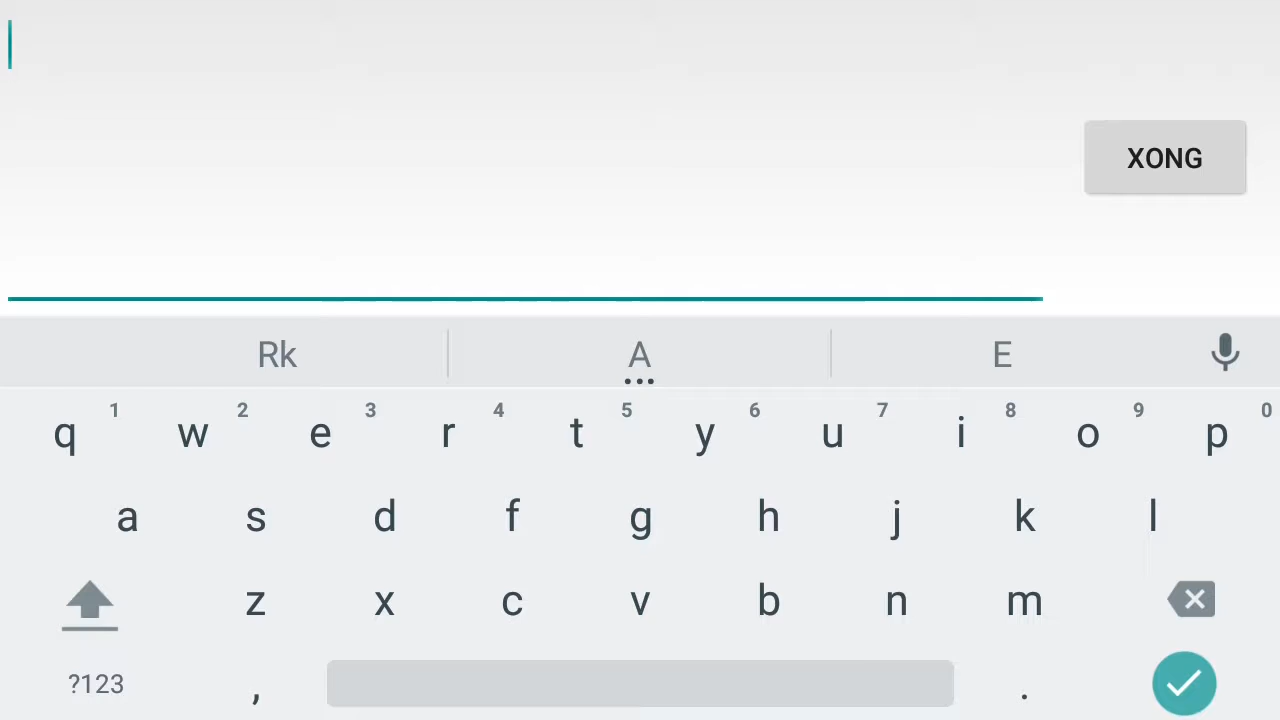 XONG
Rk A E
1 2 3 4 5 6 7 8 9 0
q w e r t y u i o p
a s d f g h j k l
z x c v b n m
?123 , .